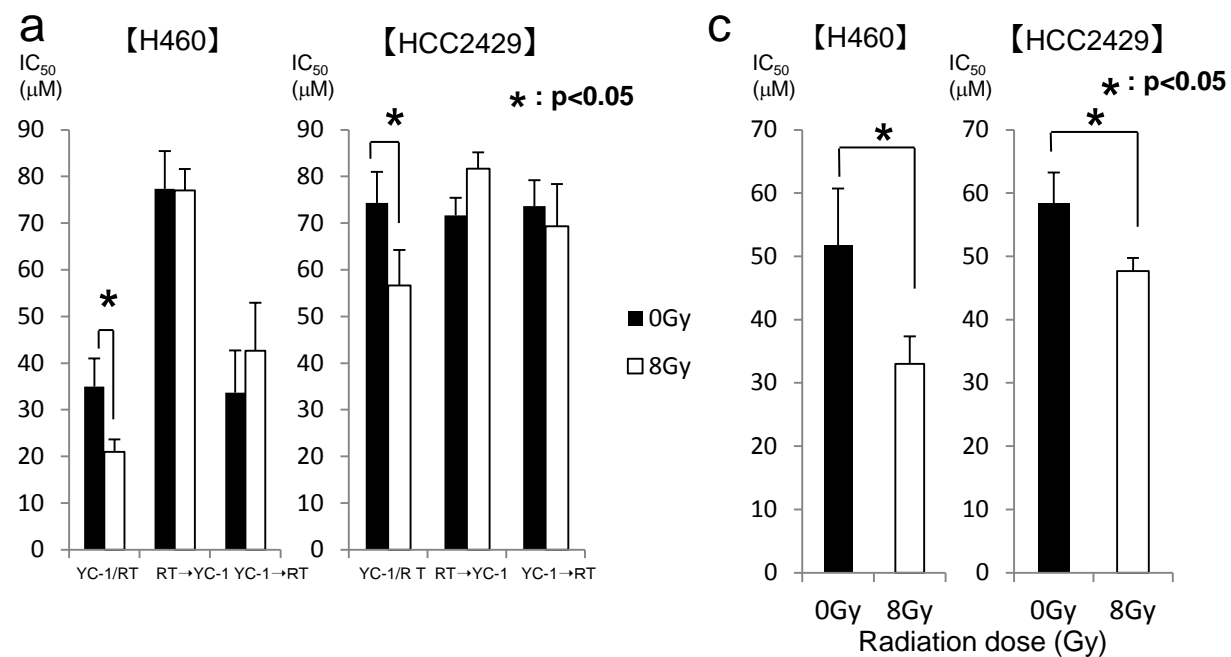 a
【H460】
IC50
(μM)
90
80
70
60
50
40
30
20
10
0
*
YC-1/RT
RT→YC-1
YC-1→RT
【HCC2429】
IC50
(μM)
* : p<0.05
90
80
70
60
50
40
30
20
10
0
*
YC-1/R T
RT→YC-1
YC-1→RT
0Gy
8Gy
c
【H460】
IC50
(μM)
70
60
50
40
30
20
10
0
*
0Gy
8Gy
【HCC2429】
IC50
(μM)
* : p<0.05
70
60
50
40
30
20
10
0
*
0Gy
8Gy
Radiation dose (Gy)